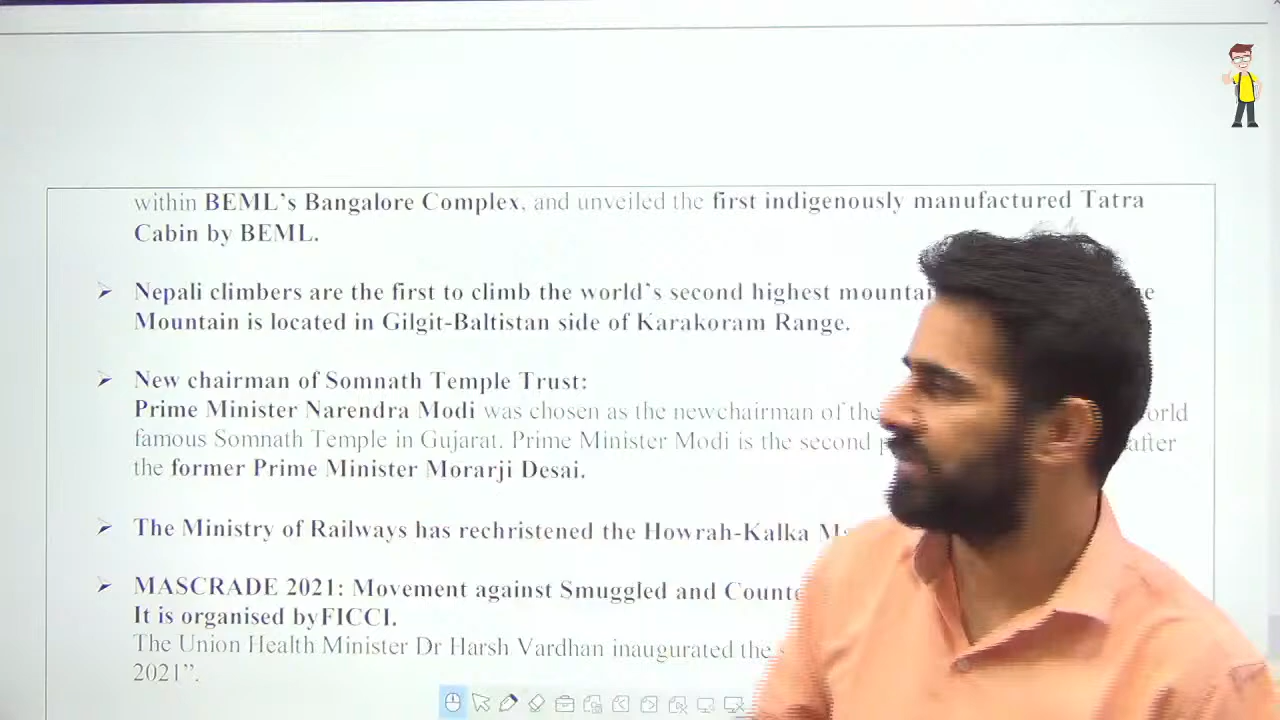 within BEML's Bangalore Complex, and unveiled the first indigenously manufactured Tatra
Cabin by BEML.
➢ Nepali climbers are the first to climb the world's second highest
Mountain is located in Gilgit-Baltistan side of Karakoram Range.
➢ New chairman of Somnath Temple Trust:
Prime Minister Narendra Modi was chosen as the newchairman of the
famous Somnath Temple in Gujarat. Prime Minister Modi is the second after
the former Prime Minister Morarji Desai.
➢ The Ministry of Railways has rechristened the Howrah-Kalka
➢ MASCRADE 2021: Movement against Smuggled and
It is organised byFICCI.
The Union Health Minister Dr Harsh Vardhan inaugurated the
2021".